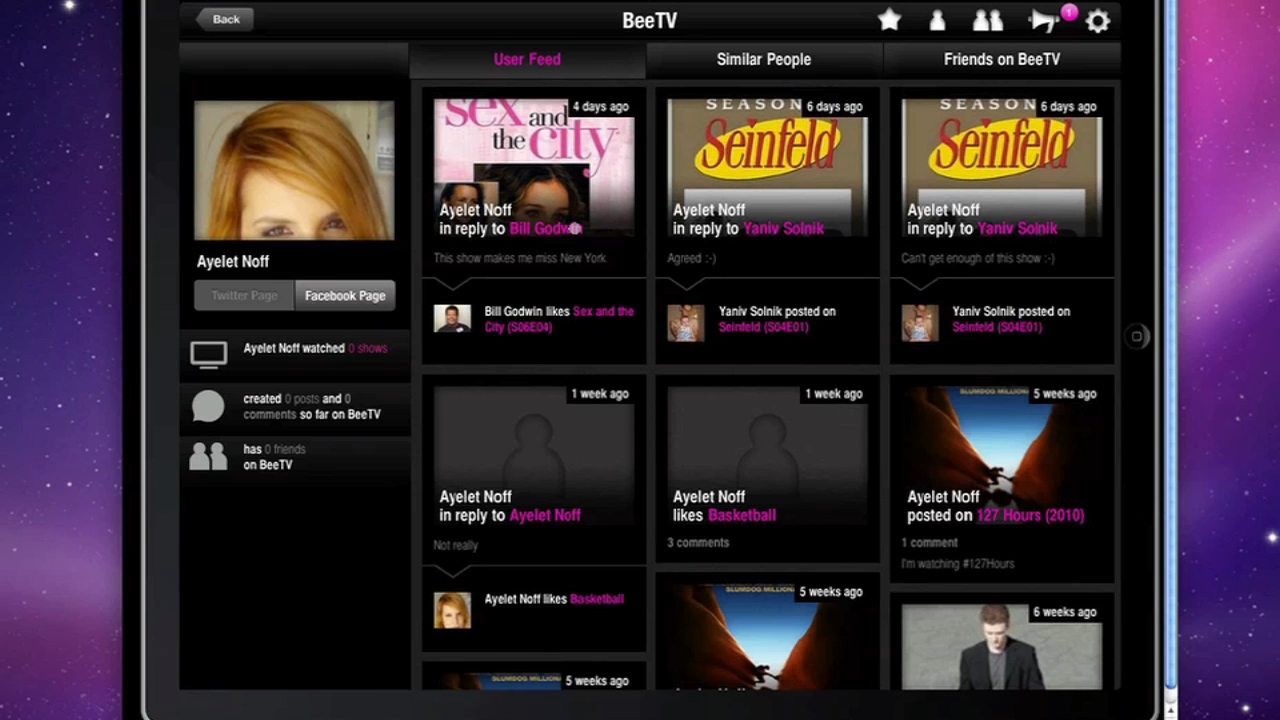 Back
BeeTV
1
User Feed
Similar People
Friends on BeeTV
Ayelet Noff
Twitter Page
Facebook Page
Ayelet Noff watched 0 shows
created 0 posts and 0
comments so far on BeeTV
has 0 friends
on BeeTV
4 days ago
sex and
the city
Ayelet Noff
in reply to Bill Godwin
This show makes me miss New York
Bill Godwin likes Sex and the
City (S06E04)
6 days ago
SEASON
Seinfeld
Ayelet Noff
in reply to Yaniv Solnik
Agreed :-)
Yaniv Solnik posted on
Seinfeld (S04E01)
6 days ago
SEASON
Seinfeld
Ayelet Noff
in reply to Yaniv Solnik
Can't get enough of this show :-)
Yaniv Solnik posted on
Seinfeld (S04E01)
1 week ago
Ayelet Noff
in reply to Ayelet Noff
Not really
Ayelet Noff likes Basketball
1 week ago
Ayelet Noff
likes Basketball
3 comments
5 weeks ago
SLUMDOG MILLION
Ayelet Noff
posted on 127 Hours (2010)
1 comment
I'm watching #127Hours
SLUMDOG MILLION
5 weeks ago
SLUMDOG MILLION
5 weeks ago
6 weeks ago